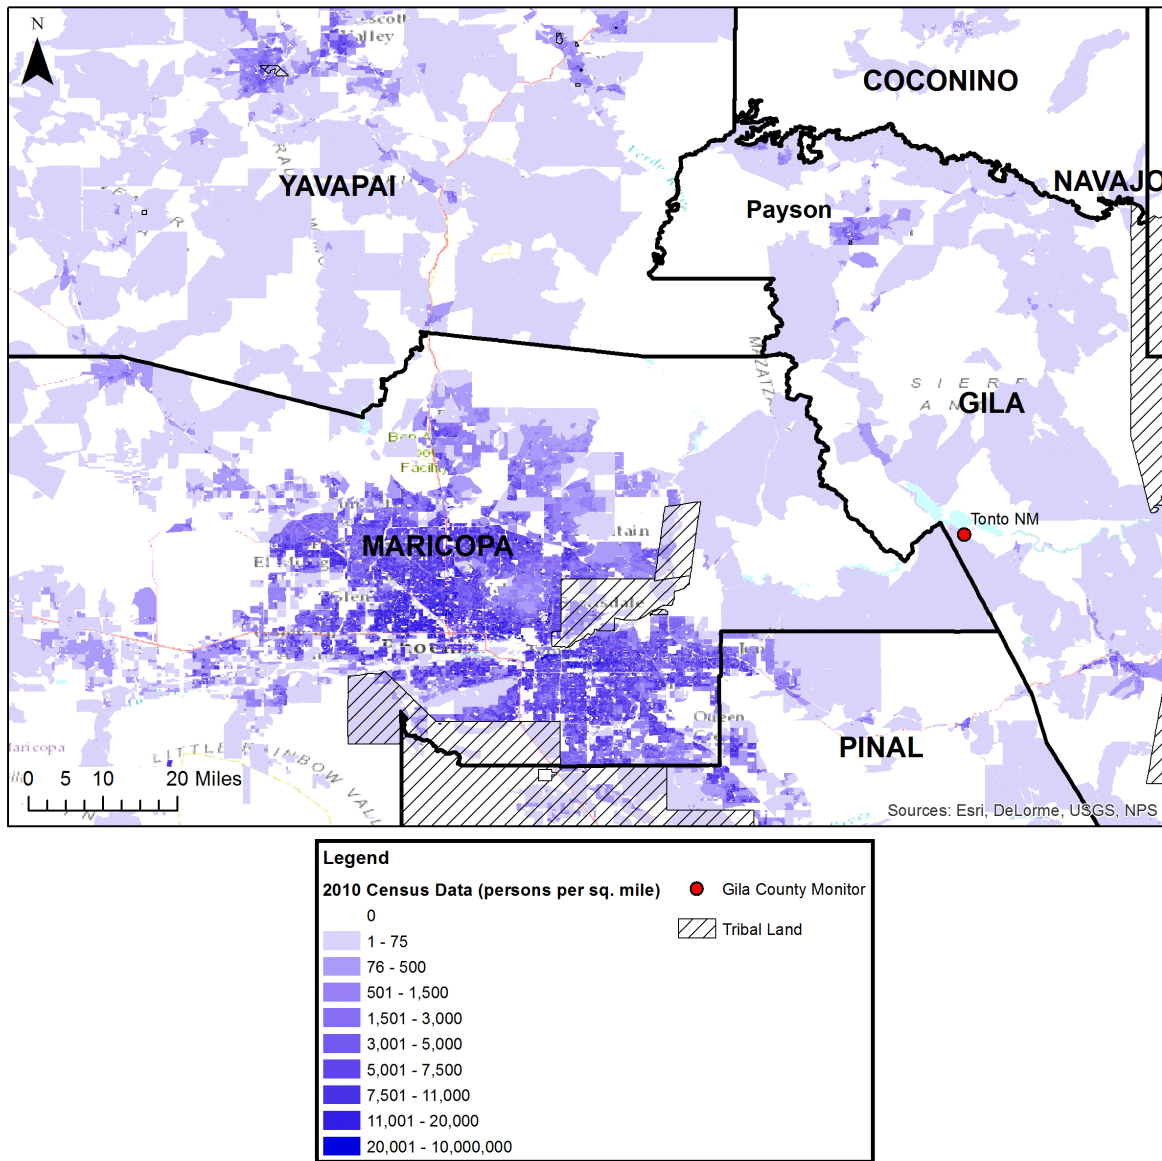 N
Valley
COCONINO
YAVAPAI
NAVAJO
Payson
GILA
Facility
Tonto NM
MARICOPA
PINAL
Queen
0 5 10 20 Miles
Sources: Esri, DeLorme, USGS, NPS
Legend
2010 Census Data (persons per sq. mile)
0
1 - 75
76 - 500
501 - 1,500
1,501 - 3,000
3,001 - 5,000
5,001 - 7,500
7,501 - 11,000
11,001 - 20,000
20,001 - 10,000,000
Gila County Monitor
Tribal Land